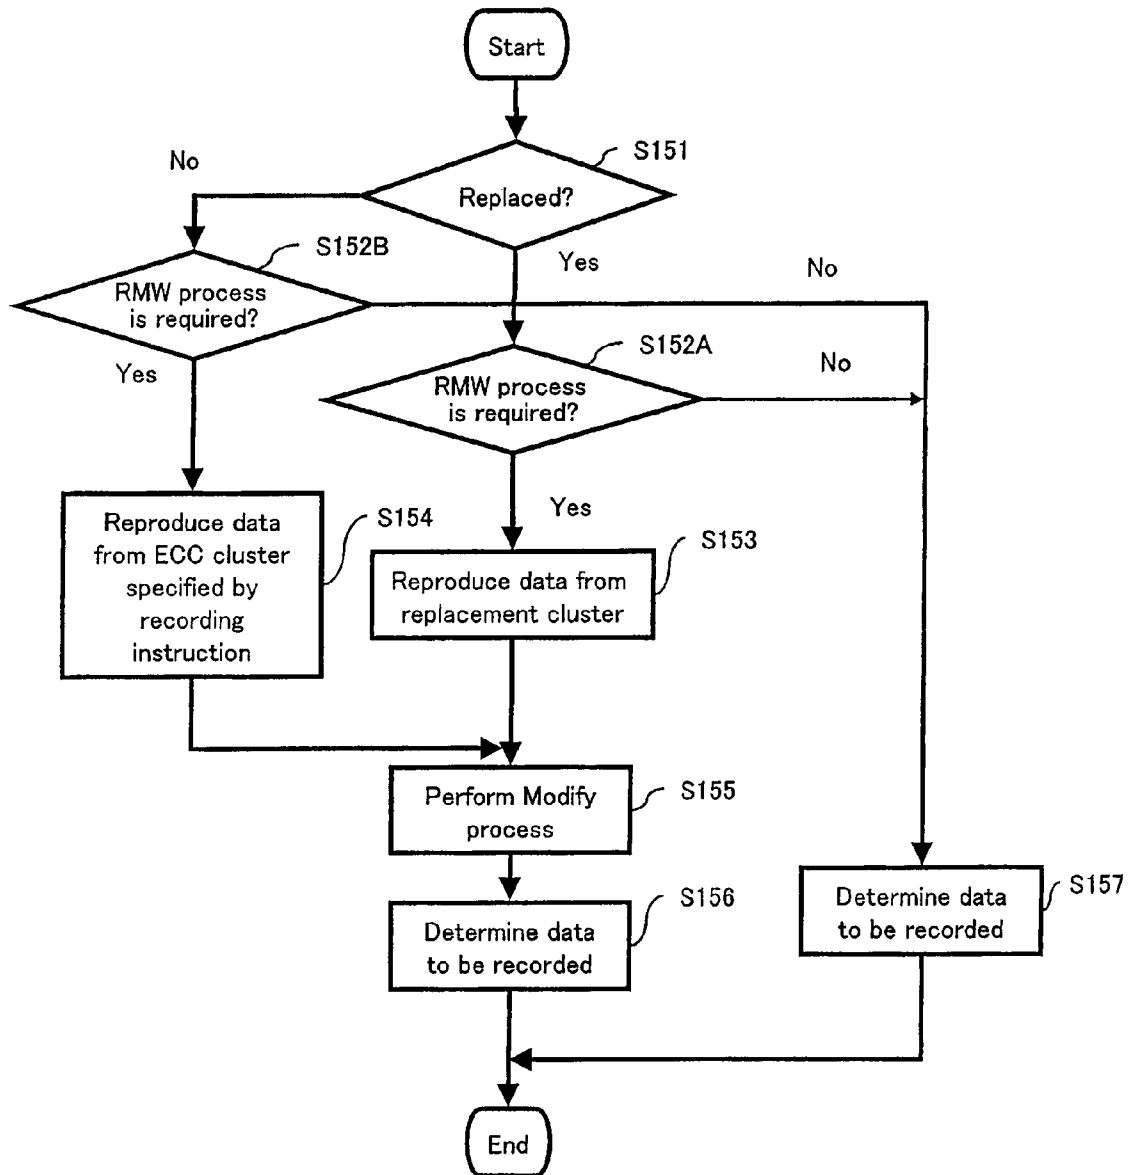 Start
S151
No
Replaced?
S152B
Yes
No
RMW process
is required?
S152A
No
Yes
RMW process
is required?
Reproduce data
from ECC cluster
specified by
recording
instruction
S154
Yes
S153
Reproduce data from
replacement cluster
Perform Modify
process
S155
S156
Determine data
to be recorded
S157
Determine data
to be recorded
End